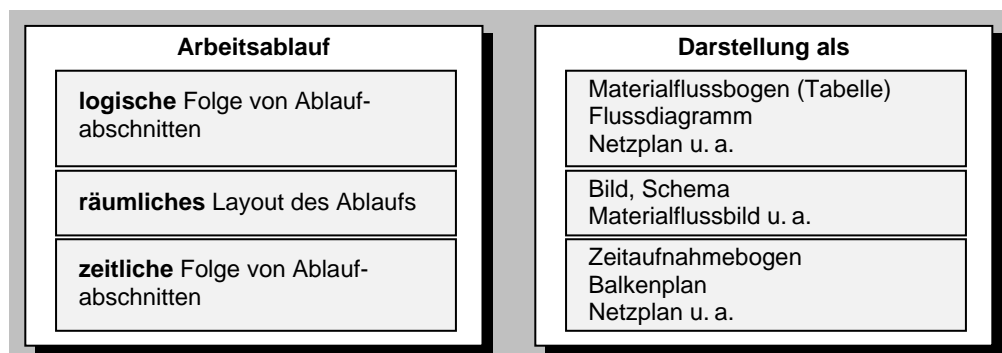 Arbeitsablauf
logische Folge von Ablauf-
abschnitten
räumliches Layout des Ablaufs
zeitliche Folge von Ablauf-
abschnitten
Darstellung als
Materialflussbogen (Tabelle)
Flussdiagramm
Netzplan u. a.
Bild, Schema
Materialflussbild u. a.
Zeitaufnahmebogen
Balkenplan
Netzplan u. a.